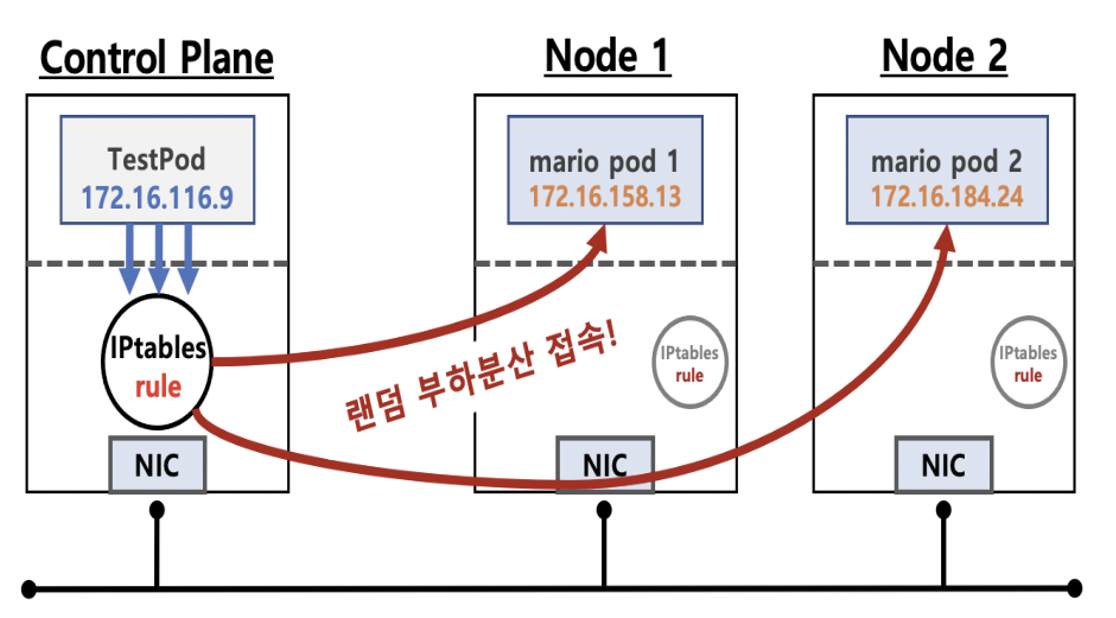 Control Plane
Node 1
Node 2
TestPod
172.16.116.9
mario pod 1
172.16.158.13
mario pod 2
172.16.184.24
IPtables
rule
랜덤 부하분산 접속!
IPtables
rule
IPtables
rule
NIC
NIC
NIC